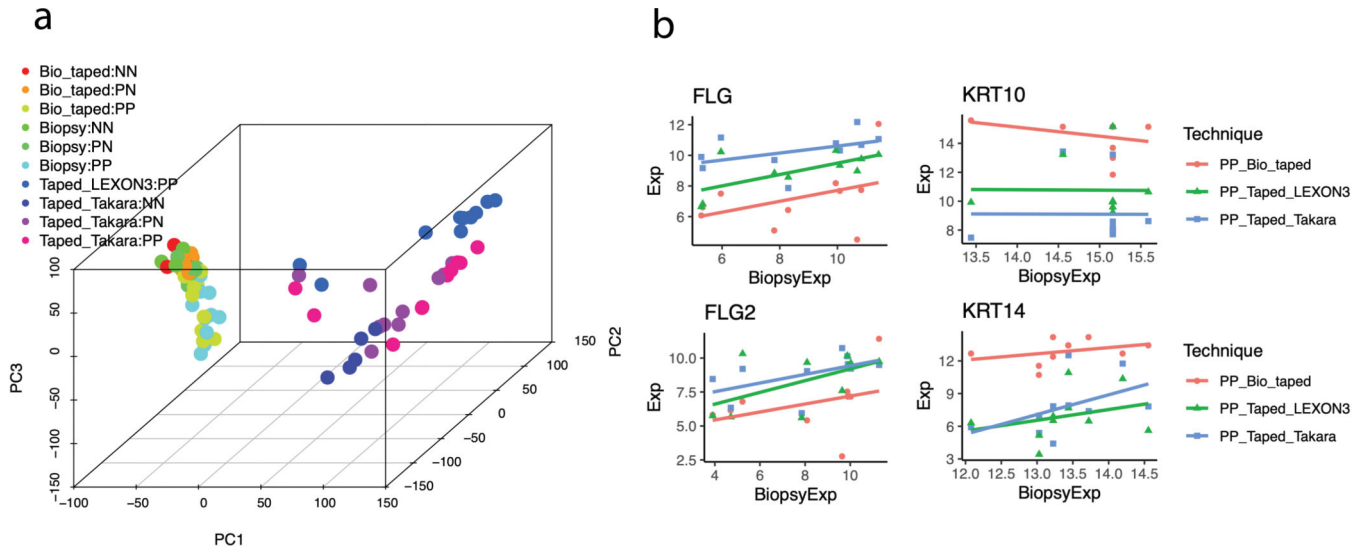 a
Bio_taped:NN
Bio_taped:PN
Bio_taped:PP
Biopsy:NN
Biopsy:PN
Biopsy:PP
Taped_LEXON3:PP
Taped_Takara:NN
Taped_Takara:PN
Taped_Takara:PP
PC3
100
50
0
−50
−100
−150
−100
−50
0
50
100
150
PC1
−150
−100
−50
0
50
100
150
PC2
b
FLG
Exp
12
10
8
6
6
8
10
BiopsyExp
KRT10
14
12
10
8
13.5
14.0
14.5
15.0
15.5
BiopsyExp
Technique
PP_Bio_taped
PP_Taped_LEXON3
PP_Taped_Takara
FLG2
Exp
10.0
7.5
5.0
2.5
4
6
8
10
BiopsyExp
KRT14
Exp
12
9
6
3
12.0
12.5
13.0
13.5
14.0
14.5
BiopsyExp
Technique
PP_Bio_taped
PP_Taped_LEXON3
PP_Taped_Takara